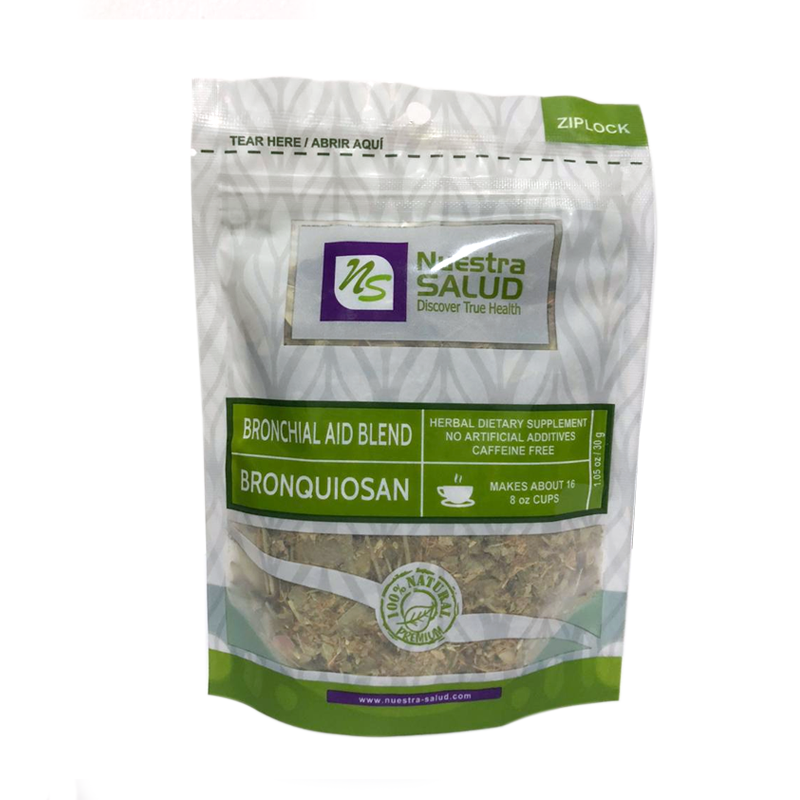 ZIPLOCK
TEAR HERE / ABRIR AQUÍ
NS
Nuestra
SALUD
Discover True Health
BRONCHIAL AID BLEND
HERBAL DIETARY SUPPLEMENT
NO ARTIFICIAL ADDITIVES
CAFFEINE FREE
BRONQUIOSAN
MAKES ABOUT 16
8 oz CUPS
1.05 oz / 30 g
100% NATURAL
PREMIUM
www.nuestra-salud.com